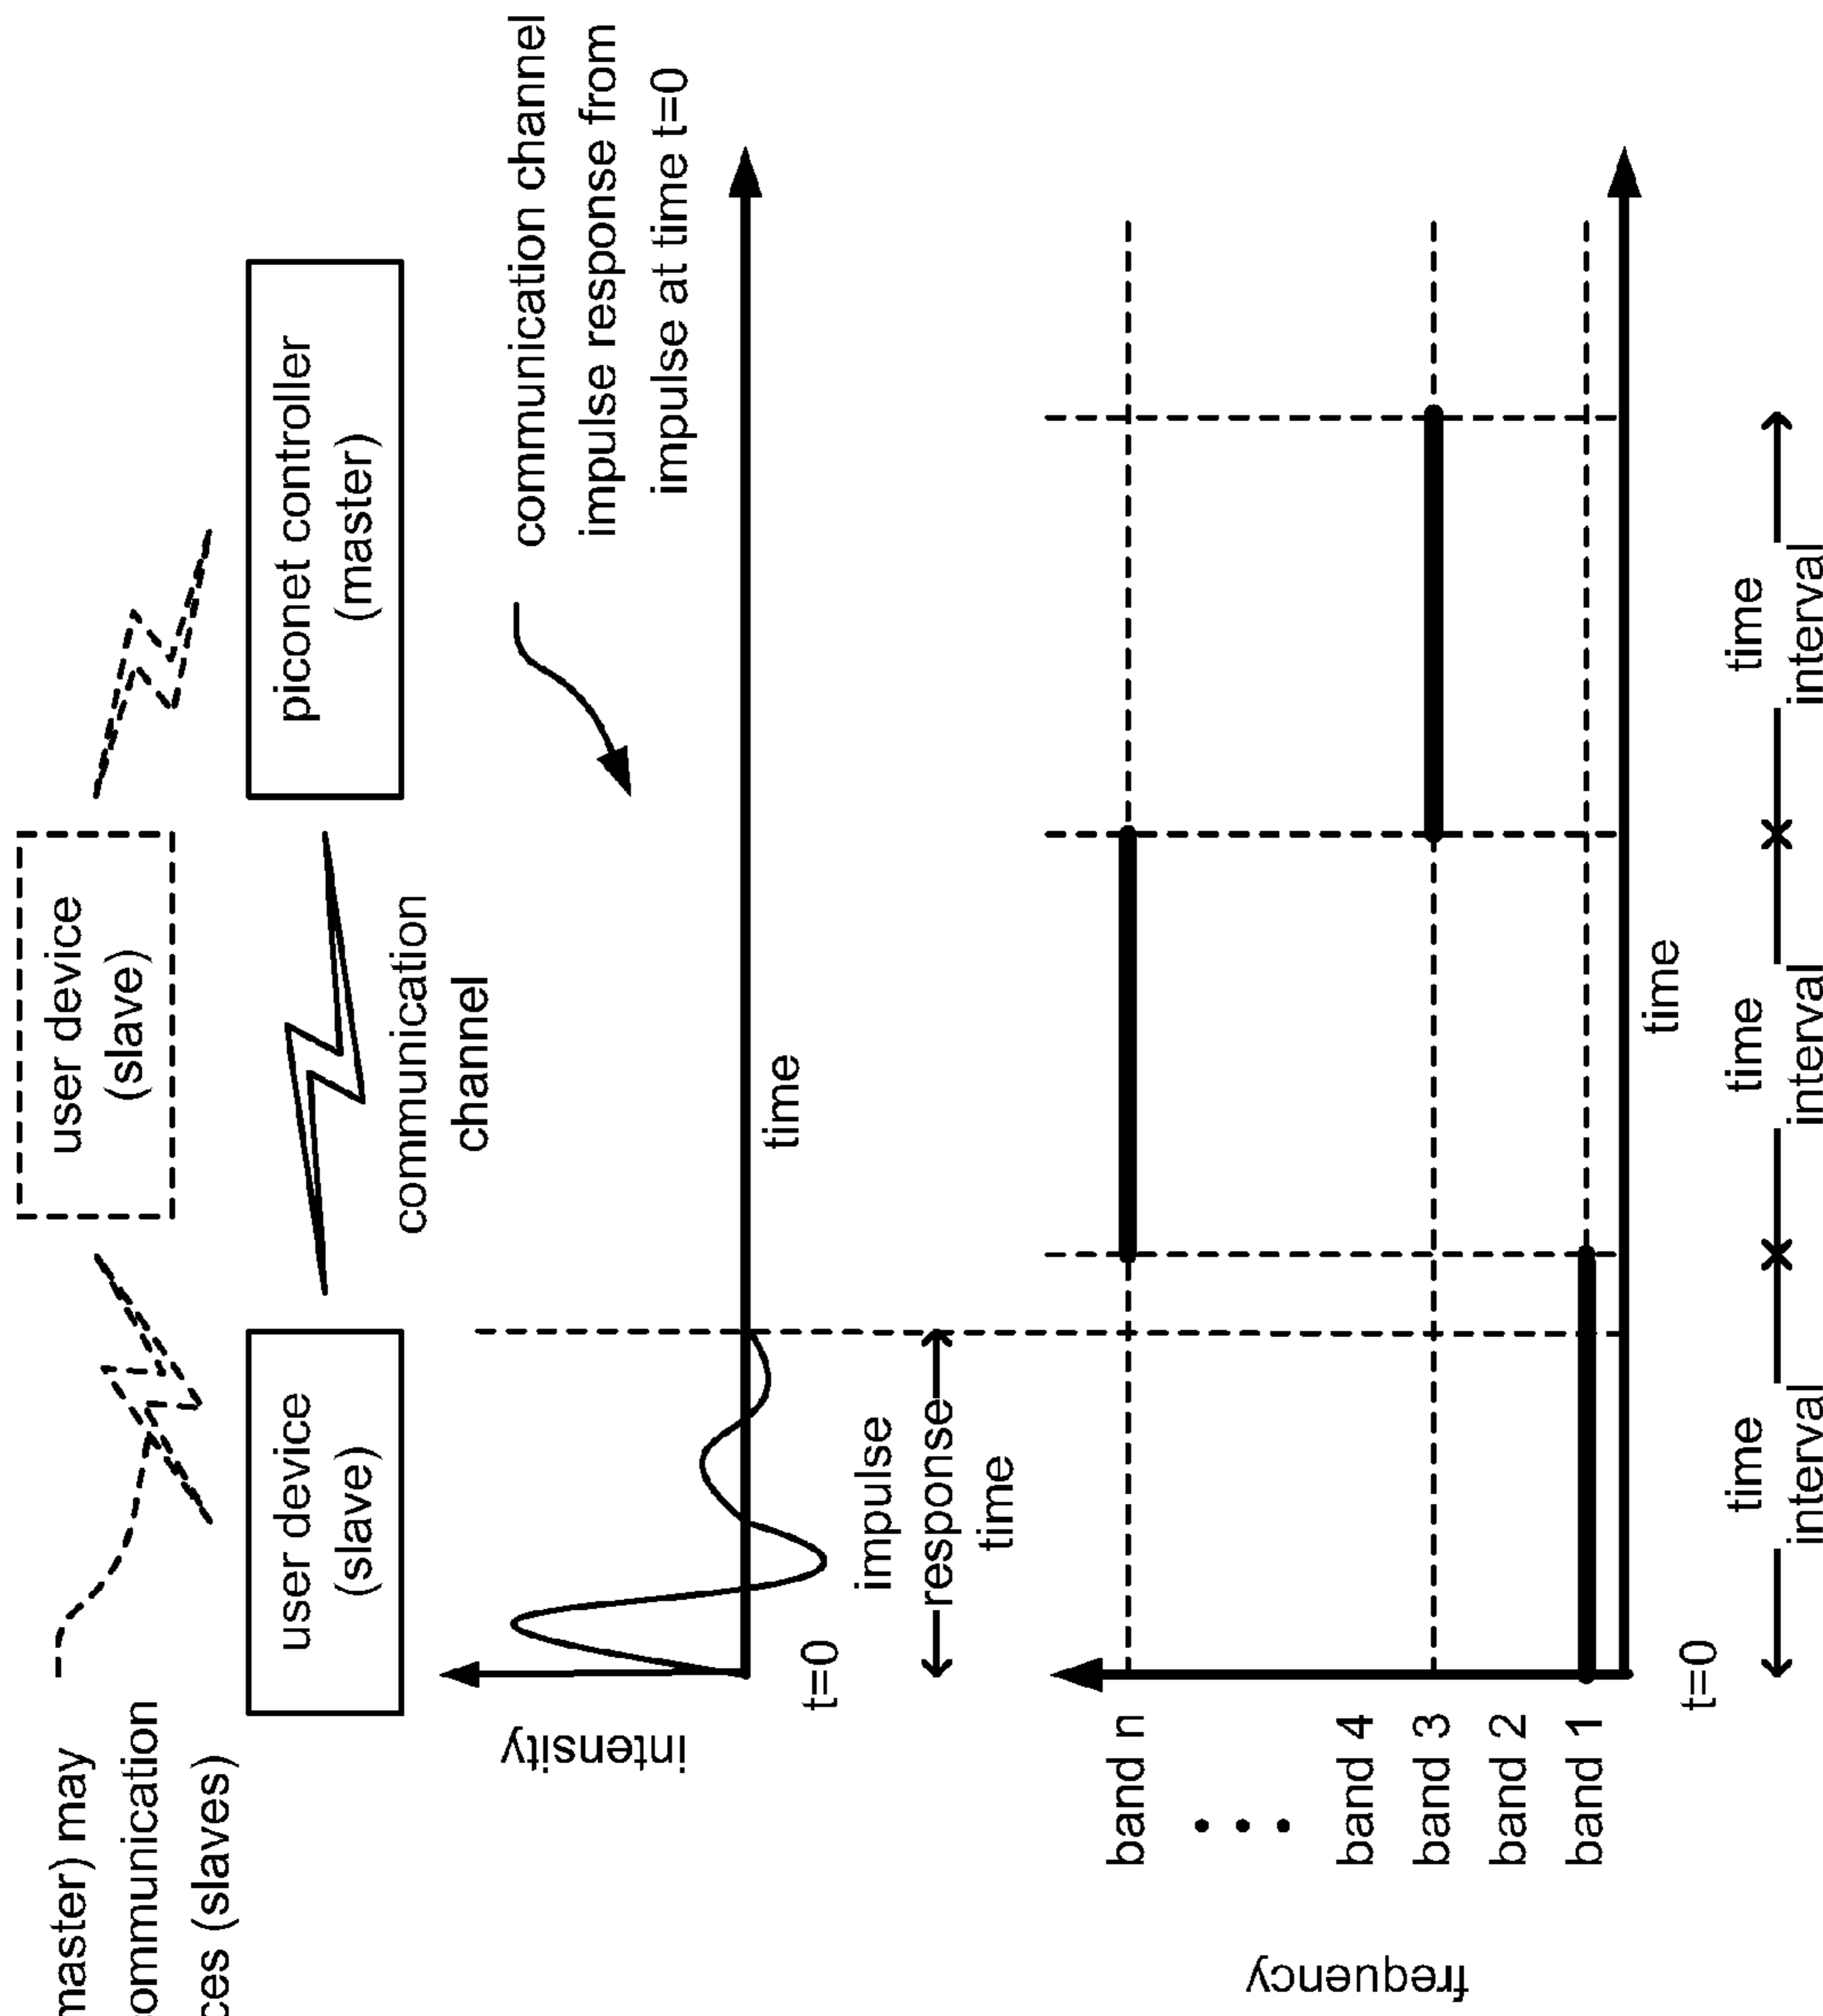 master) may
ommunication
ces (slaves)
user device
(slave)
user device
(slave)
communication
channel
piconet controller
(master)
communication channel
impulse response from
impulse at time t=0
intensity
t=0
time
impulse
response
time
frequency
band n
band 4
band 3
band 2
band 1
t=0
time
time
interval
time
interval
time
interval